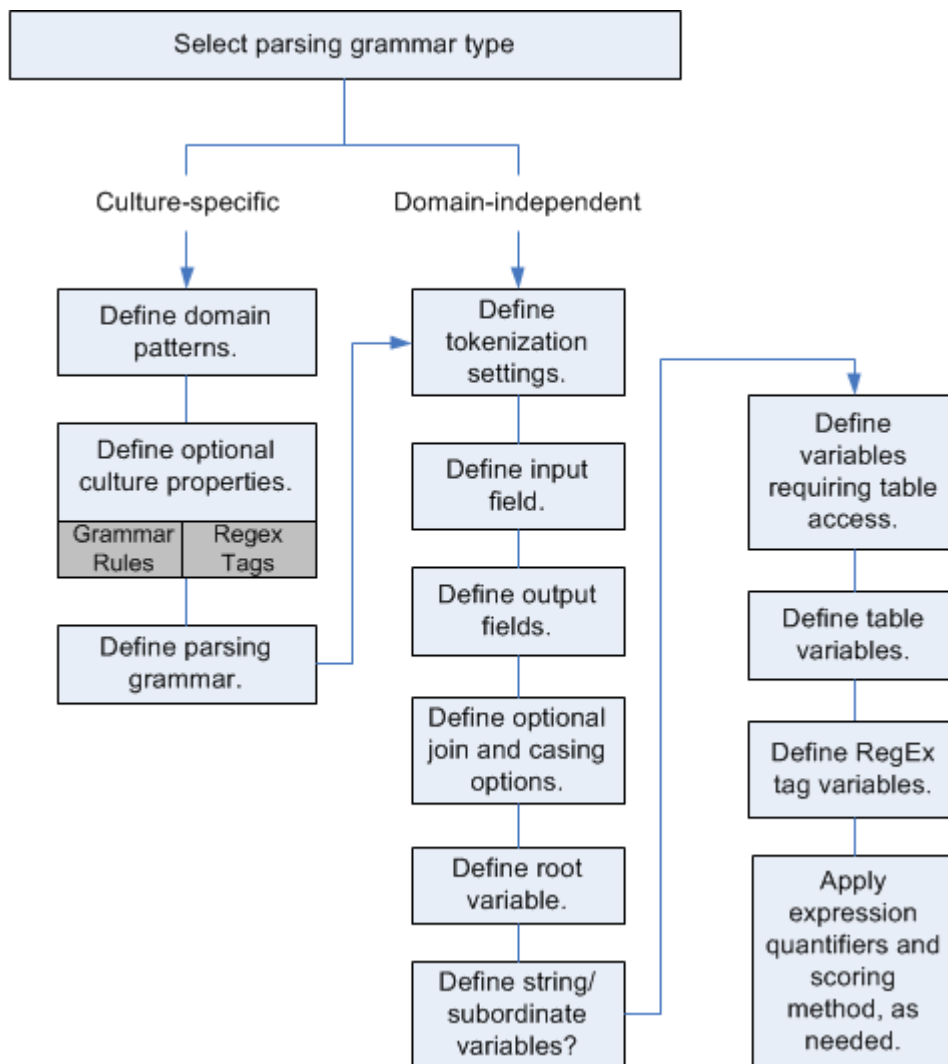 Select parsing grammar type
Culture-specific
Domain-independent
Define domain
patterns.
Define optional
culture properties.
Grammar
Rules
Regex
Tags
Define parsing
grammar.
Define
tokenization
settings.
Define input
field.
Define output
fields.
Define optional
join and casing
options.
Define root
variable.
Define string/
subordinate
variables?
Define
variables
requiring table
access.
Define table
variables.
Define RegEx
tag variables.
Apply
expression
quantifiers and
scoring
method, as
needed.